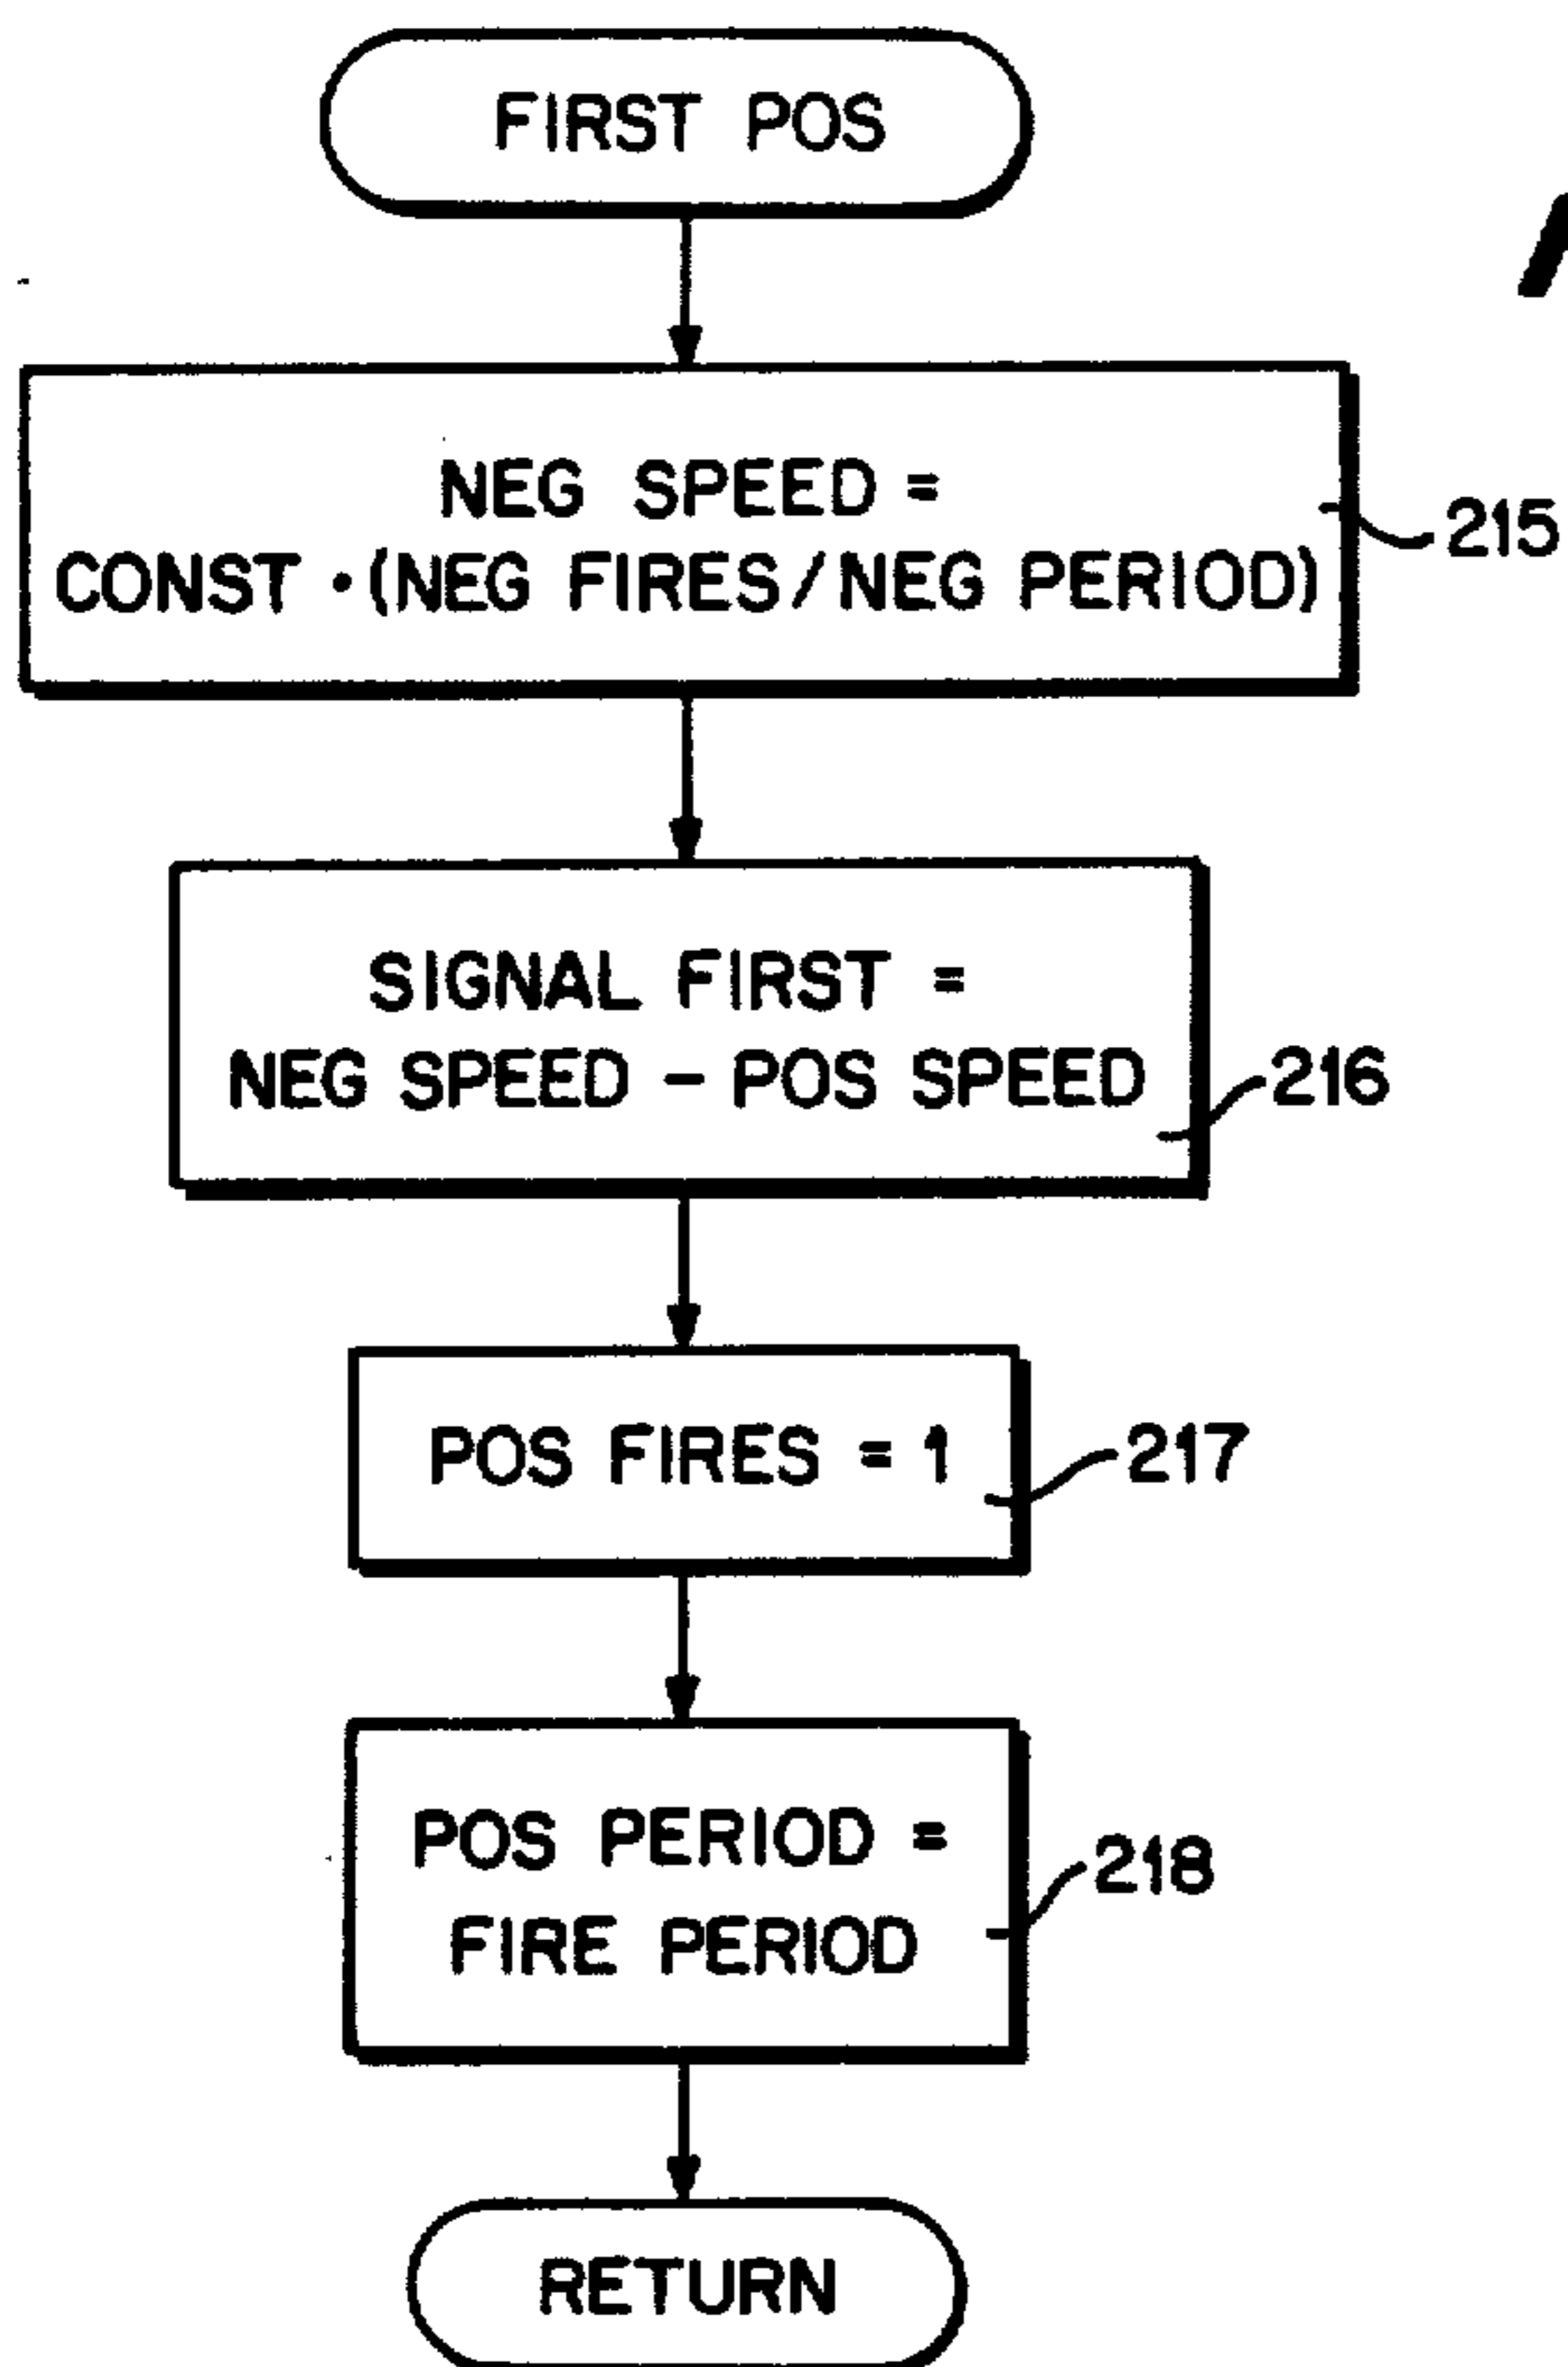 FIRST POS
NEG SPEED =
CONST •(NEG FIRES/NEG PERIOD)
215
SIGNAL FIRST =
NEG SPEED – POS SPEED
216
POS FIRES = 1
217
POS PERIOD =
FIRE PERIOD
218
RETURN